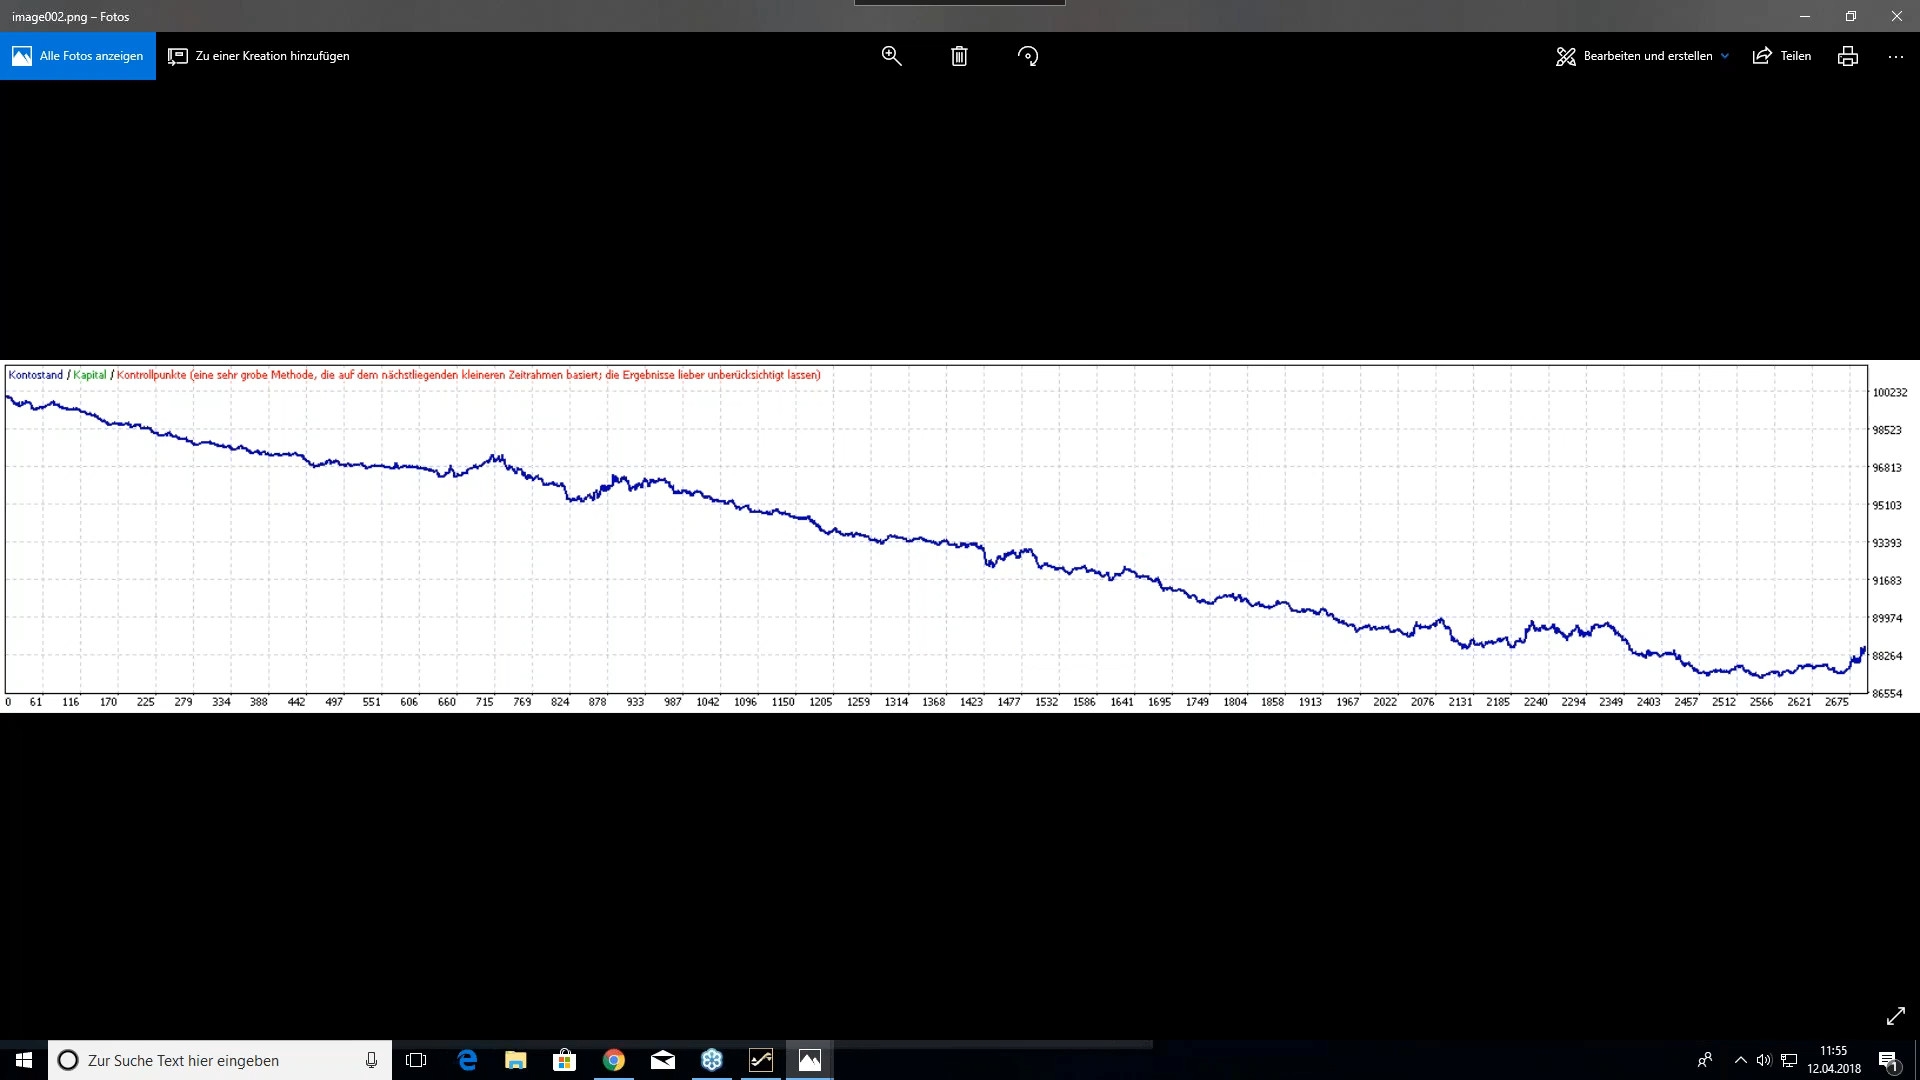 image002.png – Fotos
Alle Fotos anzeigen
Zu einer Kreation hinzufügen
Bearbeiten und erstellen
Teilen
Kontostand / Kapital / Kontrollpunkte (eine sehr grobe Methode, die auf dem nächstliegenden kleineren Zeitrahmen basiert; die Ergebnisse lieber unberücksichtigt lassen)
100232
98523
96813
95103
93393
91683
89974
88264
86554
0 61 116 170 225 279 334 388 442 497 551 606 660 715 769 824 878 933 987 1042 1096 1150 1205 1259 1314 1368 1423 1477 1532 1586 1641 1695 1749 1804 1858 1913 1967 2022 2076 2131 2185 2240 2294 2349 2403 2457 2512 2566 2621 2675
Zur Suche Text hier eingeben
11:55
12.04.2018
1